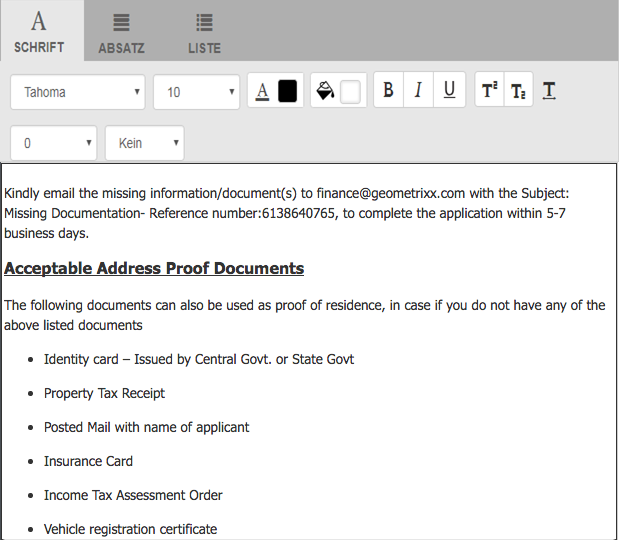 A
SCHRIFT ABSATZ LISTE
Tahoma 10 A B I U T² T₂ T
0 Kein
Kindly email the missing information/document(s) to finance@geometrixx.com with the Subject:
Missing Documentation- Reference number:6138640765, to complete the application within 5-7
business days.
Acceptable Address Proof Documents
The following documents can also be used as proof of residence, in case if you do not have any of the
above listed documents
• Identity card – Issued by Central Govt. or State Govt
• Property Tax Receipt
• Posted Mail with name of applicant
• Insurance Card
• Income Tax Assessment Order
• Vehicle registration certificate